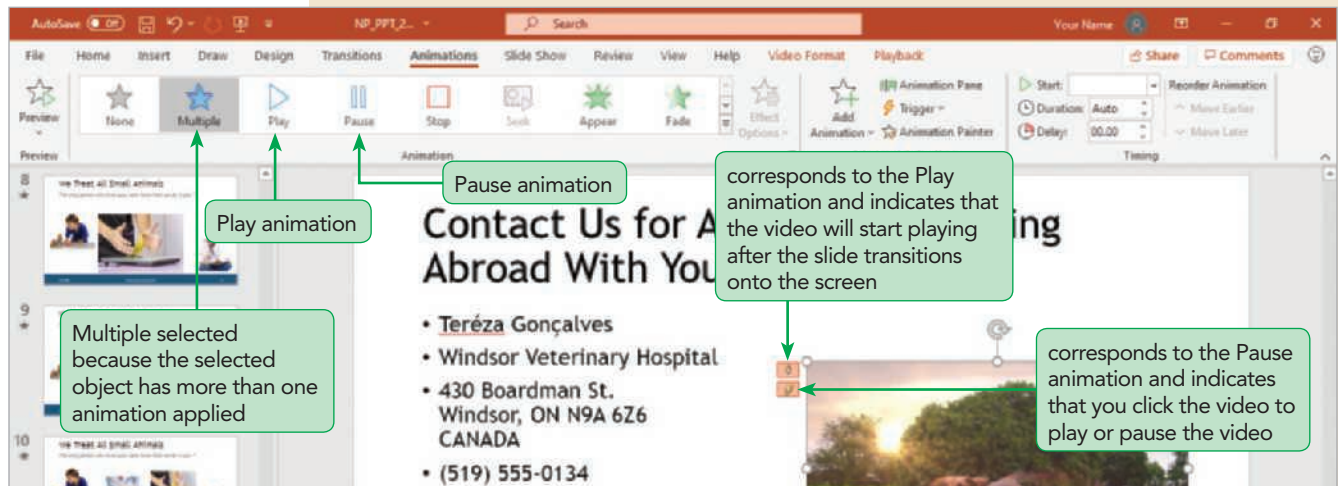 AutoSave Off NP_PPT_2... Search Your Name
File Home Insert Draw Design Transitions Animations Slide Show Review View Help Video Format Playback Share Comments
Preview None Multiple Play Pause Stop Seek Appear Fade Effect Options Add Animation Animation Pane Trigger Animation Painter Start: Duration: Auto Delay: 00.00 Reorder Animation Move Earlier Move Later
Preview Animation Timing
8
We Treat All Small Animals
Play animation
Pause animation
corresponds to the Play
animation and indicates that
the video will start playing
after the slide transitions
onto the screen
Contact Us for A ing
Abroad With You
9
Multiple selected
because the selected
object has more than one
animation applied
• Teréza Gonçalves
• Windsor Veterinary Hospital
• 430 Boardman St.
Windsor, ON N9A 6Z6
CANADA
• (519) 555-0134
0
corresponds to the Pause
animation and indicates
that you click the video to
play or pause the video
10
We Treat All Small Animals